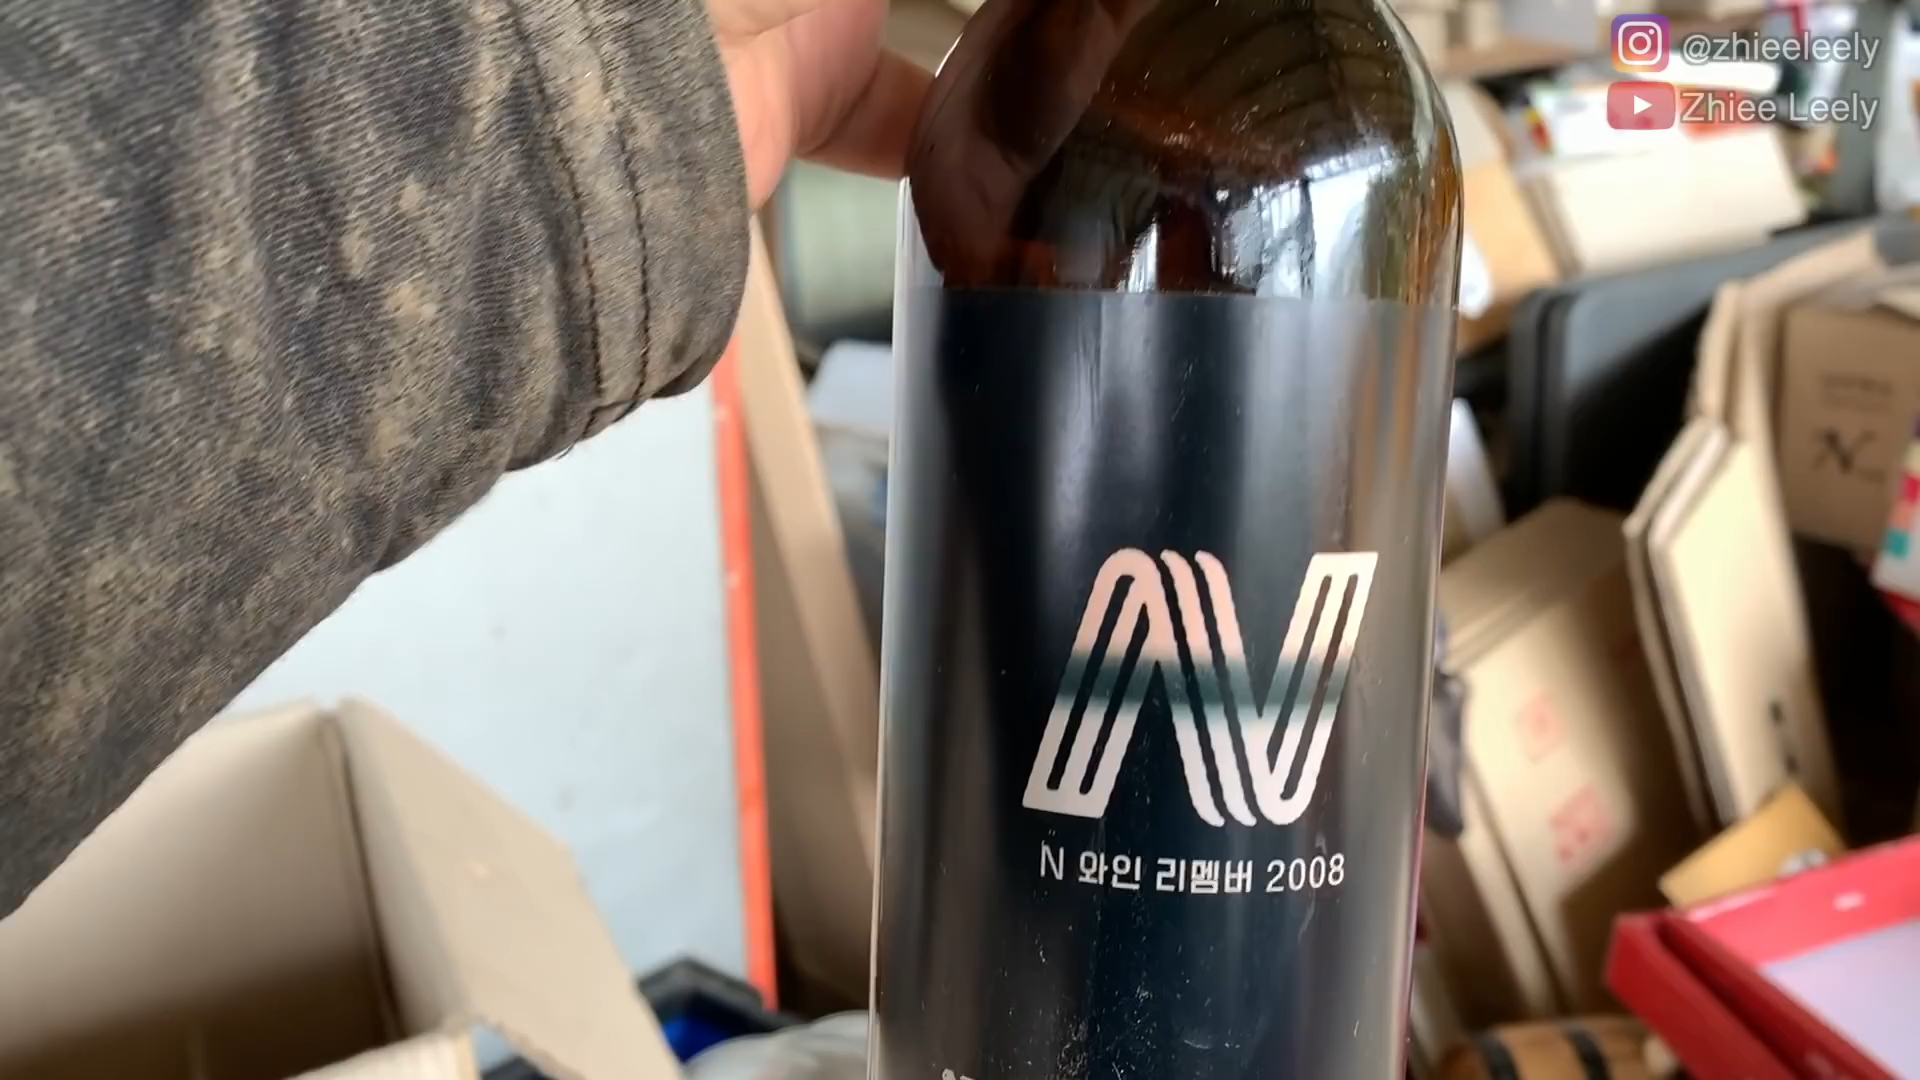 @zhieeleely
Zhiee Leely
N
N 와인 리멤버 2008
N